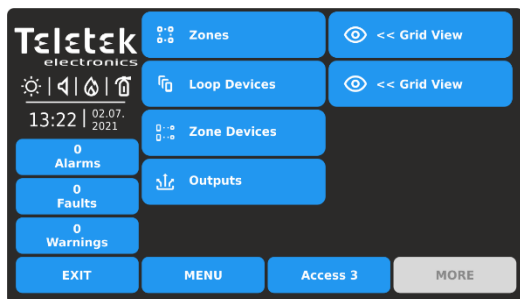 Teletek
electronics
13:22
02.07.
2021
0
Alarms
0
Faults
0
Warnings
Zones
<< Grid View
Loop Devices
<< Grid View
Zone Devices
Outputs
EXIT
MENU
Access 3
MORE